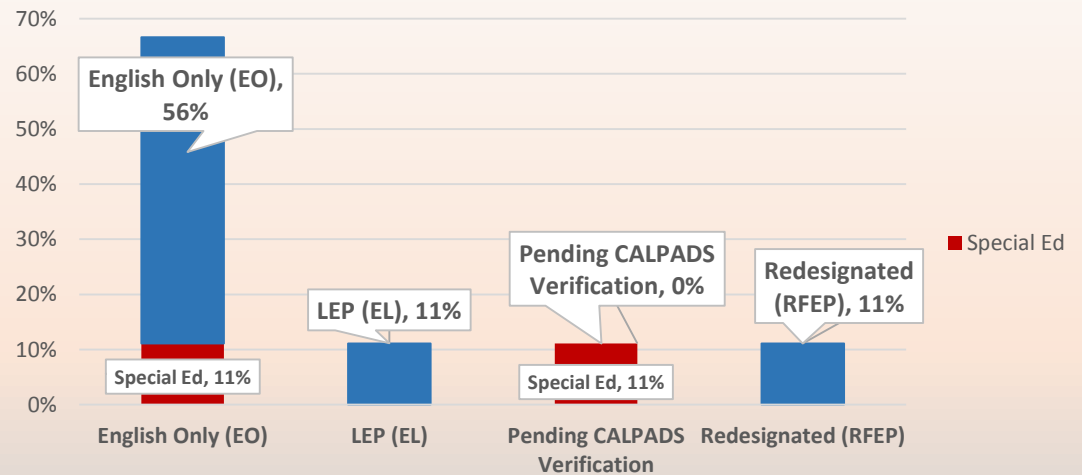 70%
60%
50%
40%
30%
20%
10%
0%
English Only (EO),
56%
Special Ed, 11%
LEP (EL), 11%
Pending CALPADS
Verification, 0%
Special Ed, 11%
Redesignated
(RFEP), 11%
Special Ed
English Only (EO)
LEP (EL)
Pending CALPADS
Verification
Redesignated (RFEP)